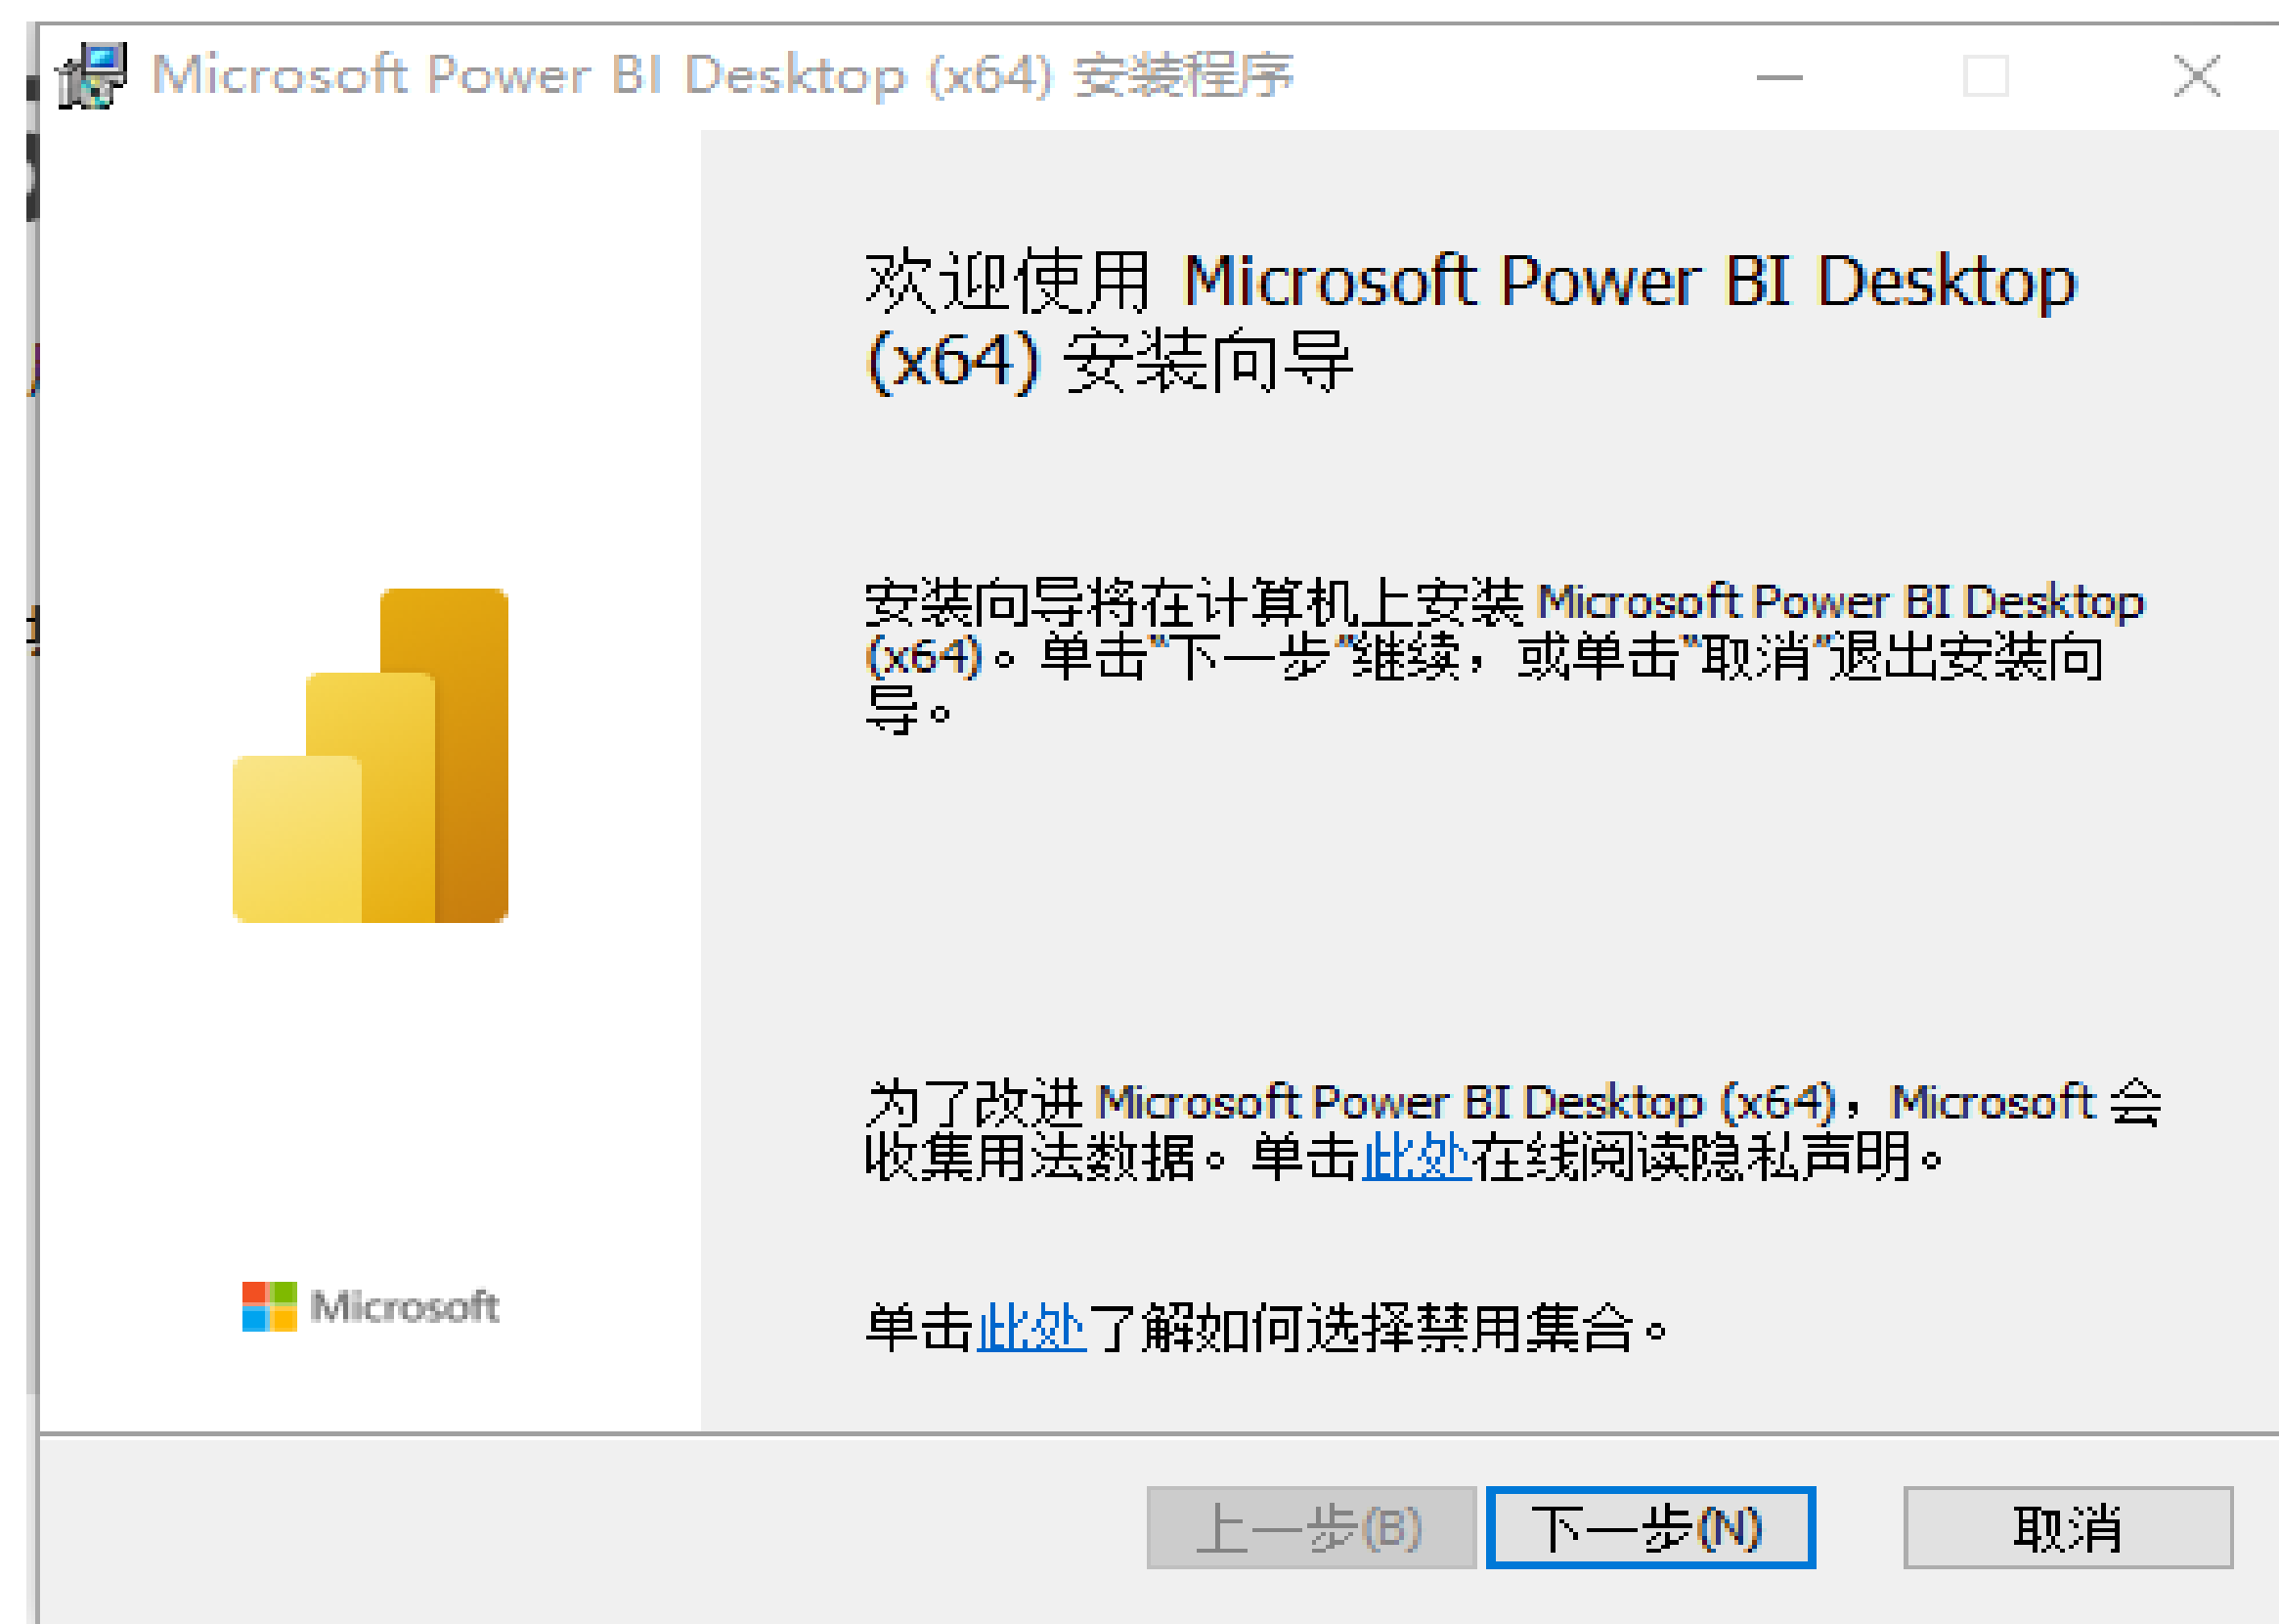 Microsoft Power BI Desktop (x64) 安装程序
欢迎使用 Microsoft Power BI Desktop
(x64) 安装向导
安装向导将在计算机上安装 Microsoft Power BI Desktop
(x64)。单击"下一步"继续，或单击"取消"退出安装向
导。
为了改进 Microsoft Power BI Desktop (x64)，Microsoft 会
收集用法数据。单击此处在线阅读隐私声明。
Microsoft
单击此处了解如何选择禁用集合。
上一步(B)
下一步(N)
取消